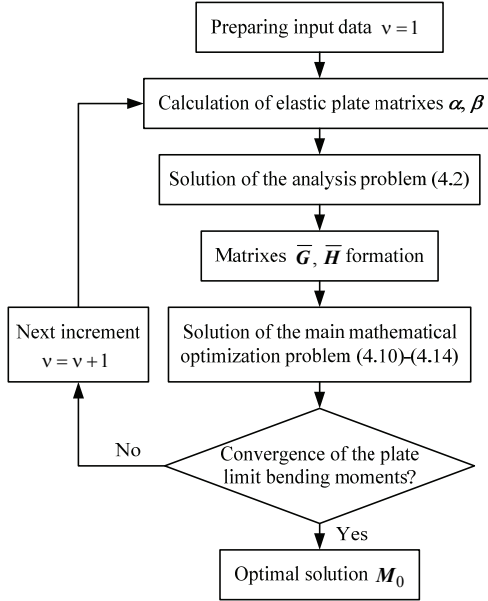 Preparing input data ν = 1
Calculation of elastic plate matrixes α, β
Solution of the analysis problem (4.2)
Matrixes G̅, H̅ formation
Next increment
ν = ν + 1
Solution of the main mathematical
optimization problem (4.10)–(4.14)
No
Convergence of the plate
limit bending moments?
Yes
Optimal solution M₀